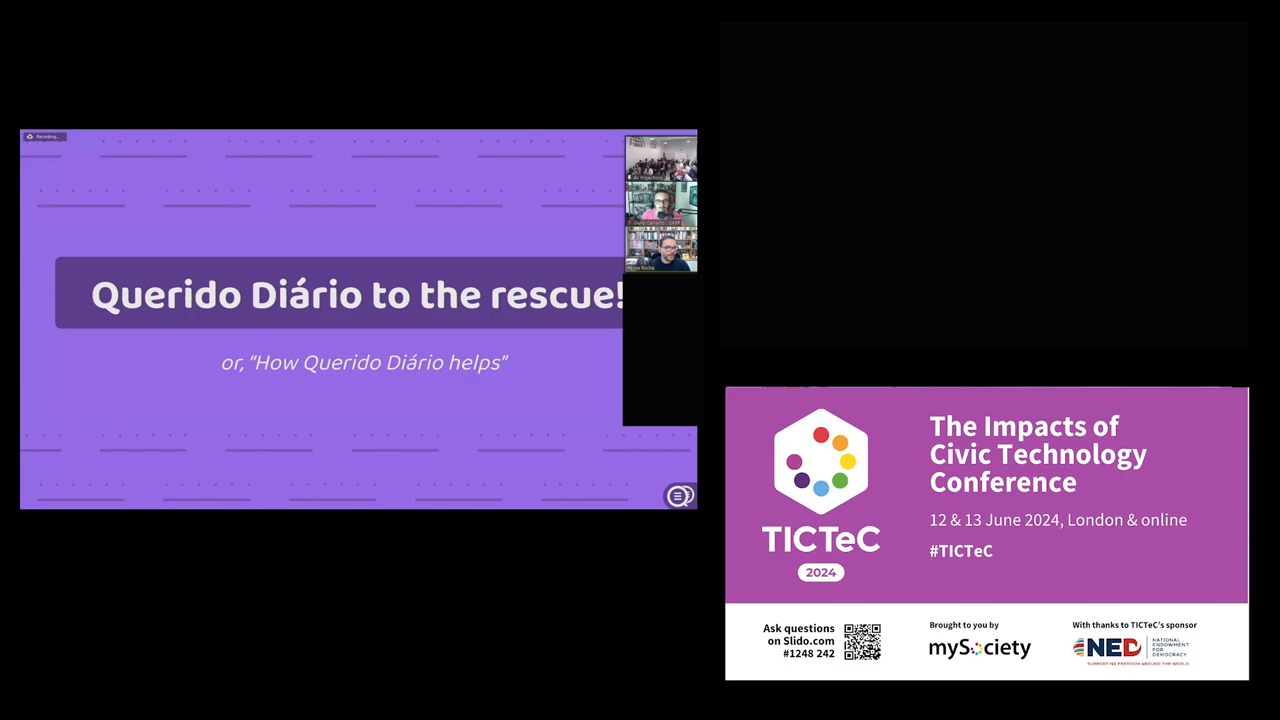 Recording...
Querido Diário to the rescue!
or, “How Querido Diário helps”
The Impacts of
Civic Technology
Conference
12 & 13 June 2024, London & online
#TICTeC
TICTeC
2024
Ask questions
on Slido.com
#1248 242
Brought to you by
mySociety
With thanks to TICTeC's sponsor
NED
NATIONAL
ENDOWMENT
FOR
DEMOCRACY
SUPPORTING FREEDOM AROUND THE WORLD